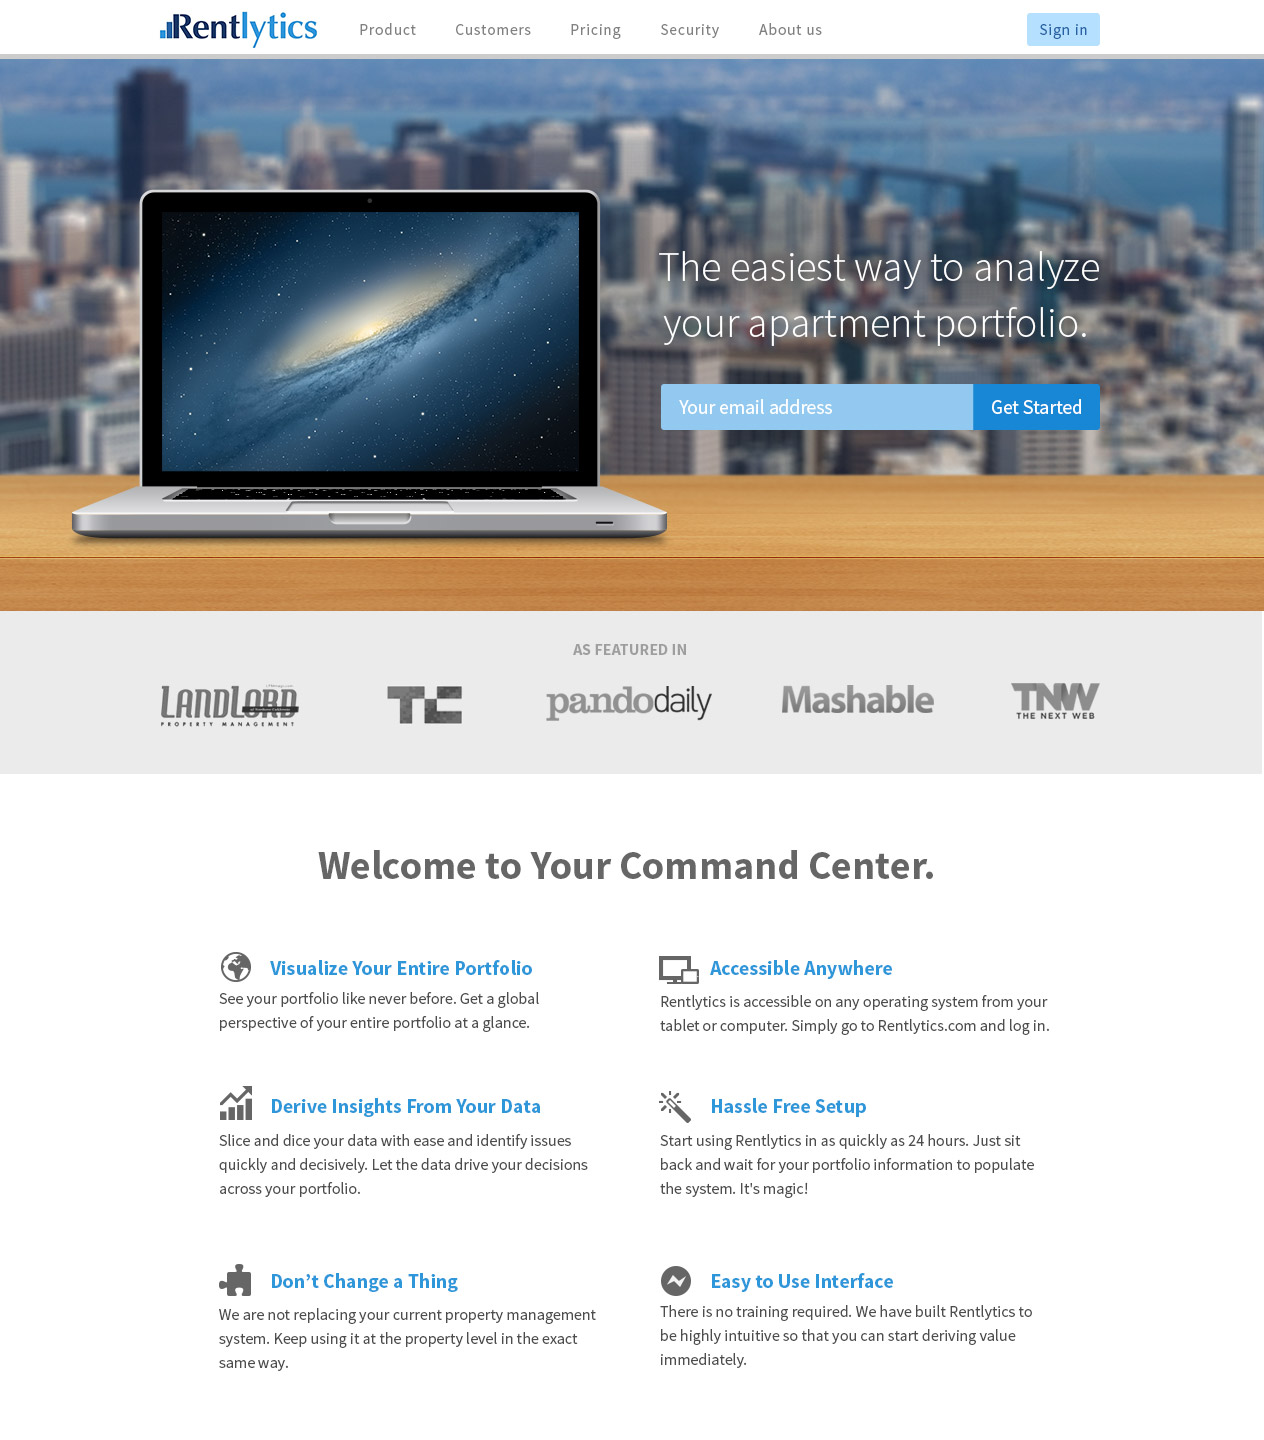 Rentlytics
Product
Customers
Pricing
Security
About us
Sign in
The easiest way to analyze
your apartment portfolio.
Your email address
Get Started
AS FEATURED IN
LANDLORD
PROPERTY MANAGEMENT
TC
pandodaily
Mashable
TNW
THE NEXT WEB
Welcome to Your Command Center.
Visualize Your Entire Portfolio
See your portfolio like never before. Get a global
perspective of your entire portfolio at a glance.
Accessible Anywhere
Rentlytics is accessible on any operating system from your
tablet or computer. Simply go to Rentlytics.com and log in.
Derive Insights From Your Data
Slice and dice your data with ease and identify issues
quickly and decisively. Let the data drive your decisions
across your portfolio.
Hassle Free Setup
Start using Rentlytics in as quickly as 24 hours. Just sit
back and wait for your portfolio information to populate
the system. It's magic!
Don’t Change a Thing
We are not replacing your current property management
system. Keep using it at the property level in the exact
same way.
Easy to Use Interface
There is no training required. We have built Rentlytics to
be highly intuitive so that you can start deriving value
immediately.